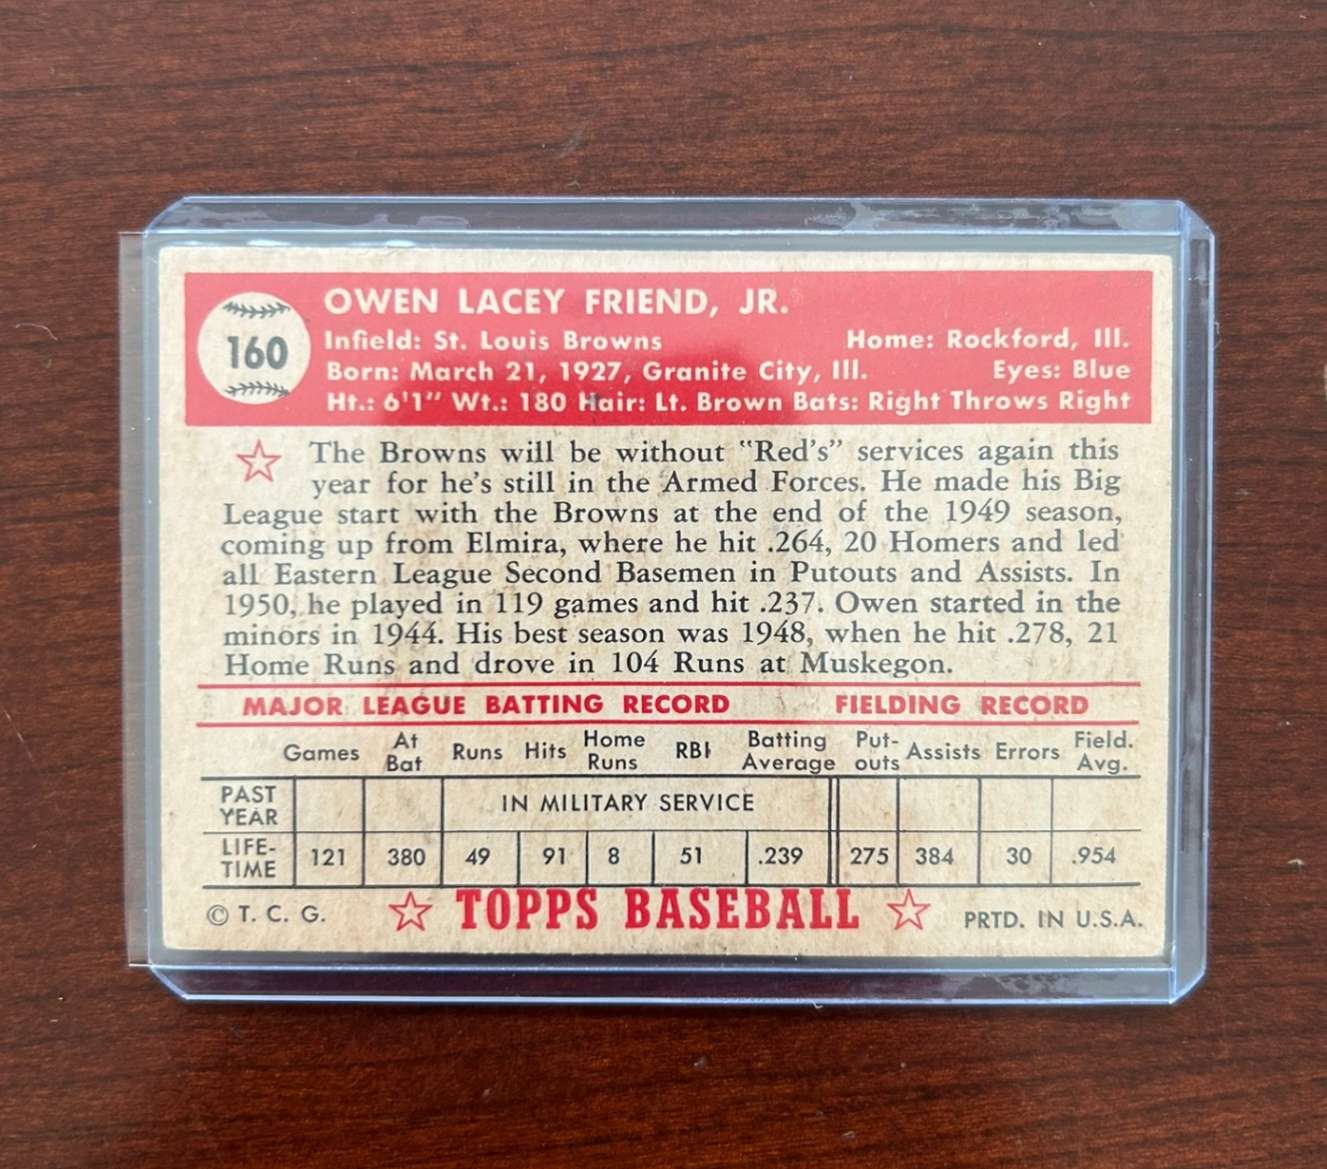 160
OWEN LACEY FRIEND, JR.
Infield: St. Louis Browns Home: Rockford, Ill.
Born: March 21, 1927, Granite City, Ill. Eyes: Blue
Ht.: 6'1" Wt.: 180 Hair: Lt. Brown Bats: Right Throws Right
The Browns will be without "Red's" services again this
year for he's still in the Armed Forces. He made his Big
League start with the Browns at the end of the 1949 season,
coming up from Elmira, where he hit .264, 20 Homers and led
all Eastern League Second Basemen in Putouts and Assists. In
1950, he played in 119 games and hit .237. Owen started in the
minors in 1944. His best season was 1948, when he hit .278, 21
Home Runs and drove in 104 Runs at Muskegon.
MAJOR LEAGUE BATTING RECORD FIELDING RECORD
Games At Bat Runs Hits Home Runs RBI Batting Average Put-outs Assists Errors Field. Avg.
PAST YEAR IN MILITARY SERVICE
LIFE-TIME 121 380 49 91 8 51 .239 275 384 30 .954
© T. C. G. TOPPS BASEBALL PRTD. IN U.S.A.